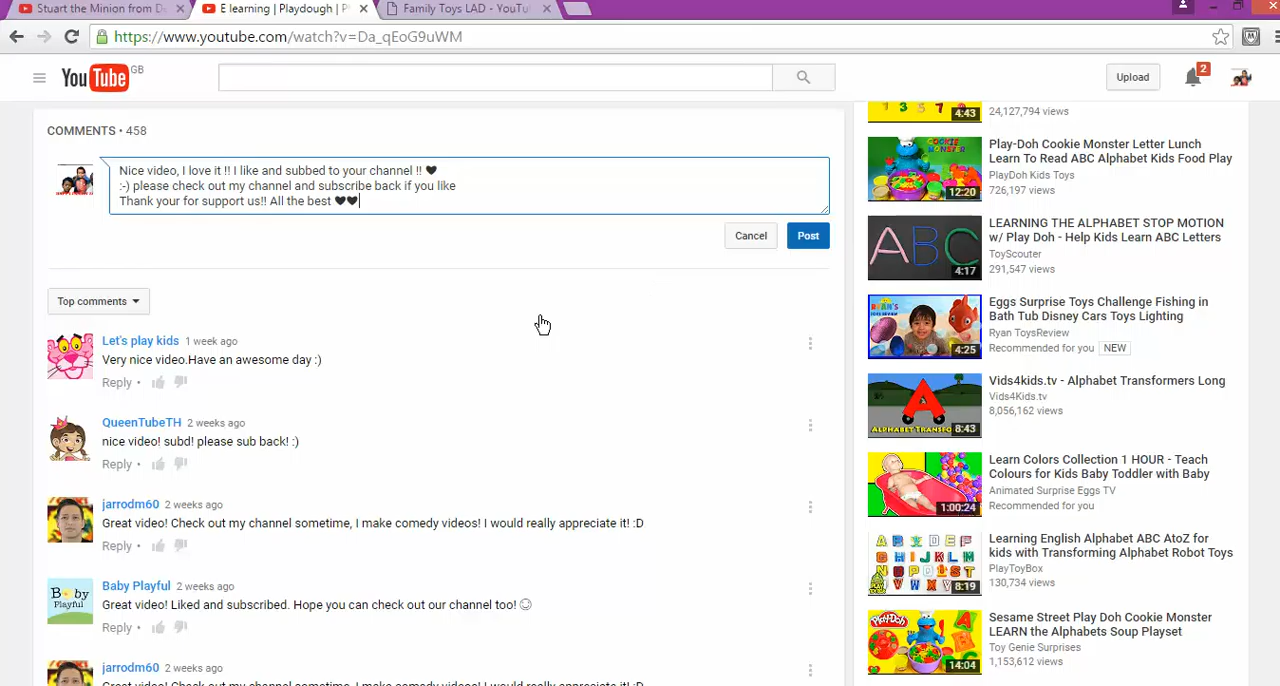 Stuart the Minion from D
E learning | Playdough | P
Family Toys LAD - YouTu
https://www.youtube.com/watch?v=Da_qEoG9uWM
YouTube GB
Upload
2
COMMENTS • 458
Nice video, I love it !! I like and subbed to your channel !! ♥
:-) please check out my channel and subscribe back if you like
Thank your for support us!! All the best ♥♥
Cancel
Post
Top comments
Let's play kids 1 week ago
Very nice video.Have an awesome day :)
Reply •
QueenTubeTH 2 weeks ago
nice video! subd! please sub back! :)
Reply •
jarrodm60 2 weeks ago
Great video! Check out my channel sometime, I make comedy videos! I would really appreciate it! :D
Reply •
Baby Playful
Baby Playful 2 weeks ago
Great video! Liked and subscribed. Hope you can check out our channel too! ☺
Reply •
jarrodm60 2 weeks ago
Great video! Check out my channel sometime, I make comedy videos! I would really appreciate it! :D
4:43
24,127,794 views
12:20
Play-Doh Cookie Monster Letter Lunch
Learn To Read ABC Alphabet Kids Food Play
PlayDoh Kids Toys
726,197 views
ABC
4:17
LEARNING THE ALPHABET STOP MOTION
w/ Play Doh - Help Kids Learn ABC Letters
ToyScouter
291,547 views
4:25
Eggs Surprise Toys Challenge Fishing in
Bath Tub Disney Cars Toys Lighting
Ryan ToysReview
Recommended for you NEW
8:43
Vids4kids.tv - Alphabet Transformers Long
Vids4Kids.tv
8,056,162 views
1:00:24
Learn Colors Collection 1 HOUR - Teach
Colours for Kids Baby Toddler with Baby
Animated Surprise Eggs TV
Recommended for you
8:19
Learning English Alphabet ABC AtoZ for
kids with Transforming Alphabet Robot Toys
PlayToyBox
130,734 views
14:04
Sesame Street Play Doh Cookie Monster
LEARN the Alphabets Soup Playset
Toy Genie Surprises
1,153,612 views